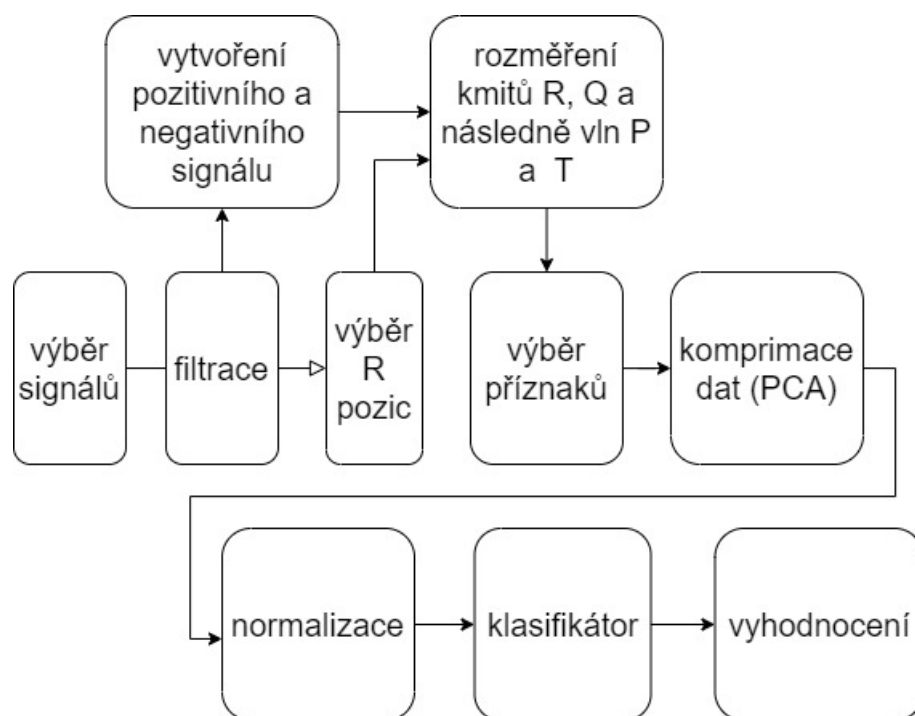 vytvoření
pozitivního a
negativního
signálu
rozměření
kmitů R, Q a
následně vln P
a T
výběr
signálů
filtrace
výběr
R
pozic
výběr
příznaků
komprimace
dat (PCA)
normalizace
klasifikátor
vyhodnocení